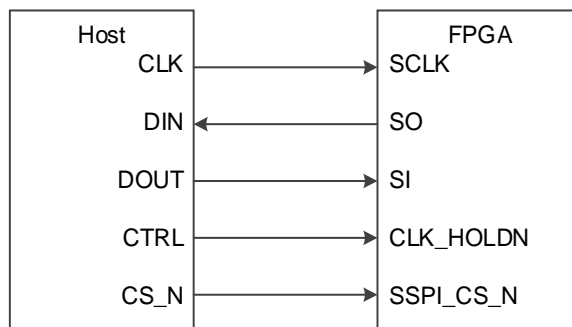 Host FPGA
CLK SCLK
DIN SO
DOUT SI
CTRL CLK_HOLDN
CS_N SSPI_CS_N